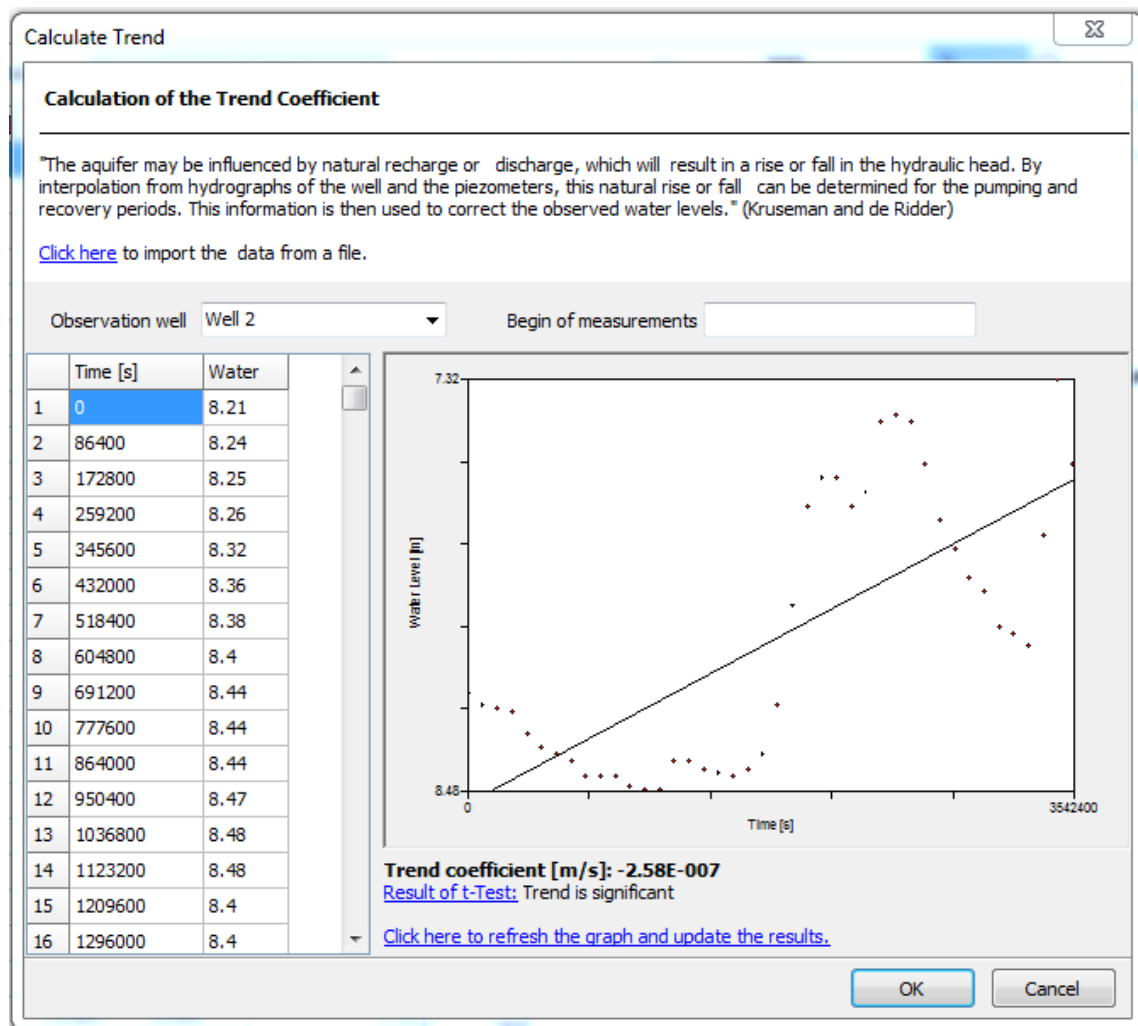 Calculate Trend
Calculation of the Trend Coefficient
"The aquifer may be influenced by natural recharge or discharge, which will result in a rise or fall in the hydraulic head. By
interpolation from hydrographs of the well and the piezometers, this natural rise or fall can be determined for the pumping and
recovery periods. This information is then used to correct the observed water levels." (Kruseman and de Ridder)
Click here to import the data from a file.
Observation well Well 2 Begin of measurements
Time [s] Water
1 0 8.21
2 86400 8.24
3 172800 8.25
4 259200 8.26
5 345600 8.32
6 432000 8.36
7 518400 8.38
8 604800 8.4
9 691200 8.44
10 777600 8.44
11 864000 8.44
12 950400 8.47
13 1036800 8.48
14 1123200 8.48
15 1209600 8.4
16 1296000 8.4
7.32
Water Level [m]
8.48
0 3542400
Time [s]
Trend coefficient [m/s]: -2.58E-007
Result of t-Test: Trend is significant
Click here to refresh the graph and update the results.
OK Cancel